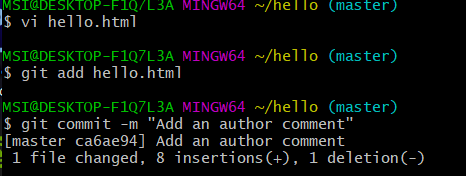 MSI@DESKTOP-F1Q7L3A MINGW64 ~/hello (master)
$ vi hello.html
MSI@DESKTOP-F1Q7L3A MINGW64 ~/hello (master)
$ git add hello.html
MSI@DESKTOP-F1Q7L3A MINGW64 ~/hello (master)
$ git commit -m "Add an author comment"
[master ca6ae94] Add an author comment
1 file changed, 8 insertions(+), 1 deletion(-)